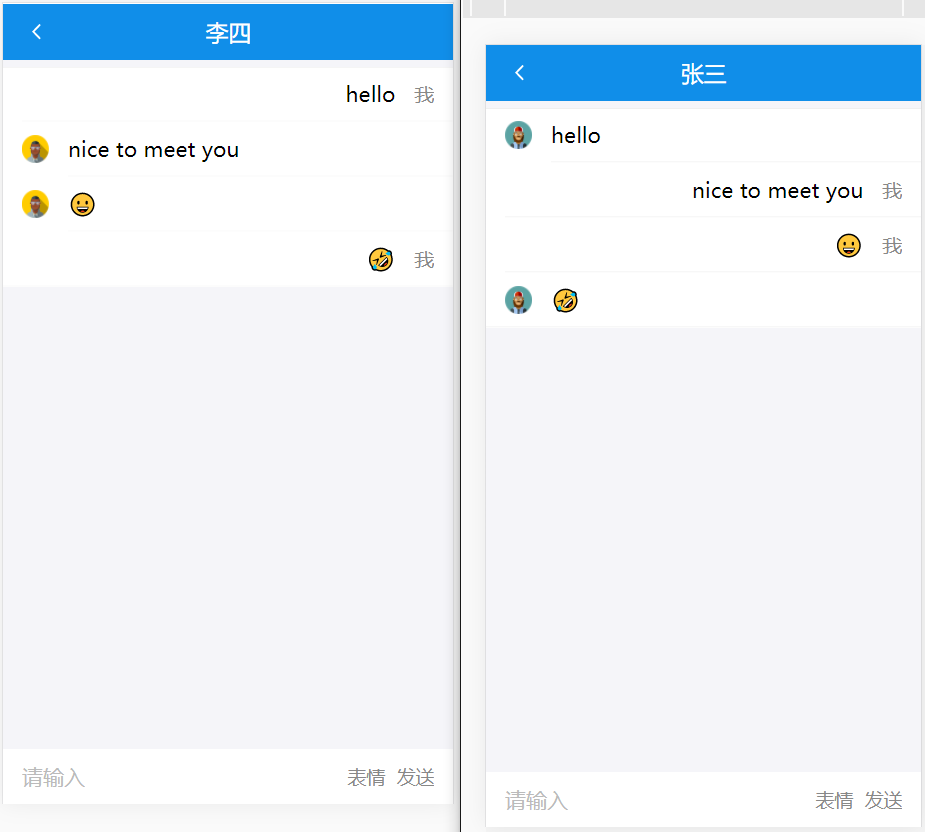 李四
hello 我
nice to meet you
😀
🤣 我
请输入 表情 发送
张三
hello
nice to meet you 我
😀 我
🤣
请输入 表情 发送